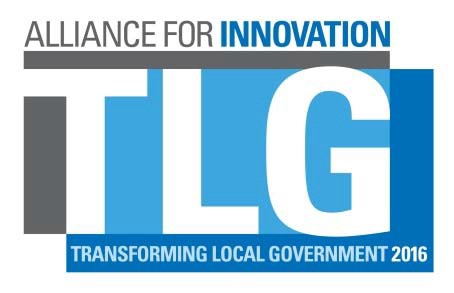 ALLIANCE FOR INNOVATION
TLG
TRANSFORMING LOCAL GOVERNMENT 2016